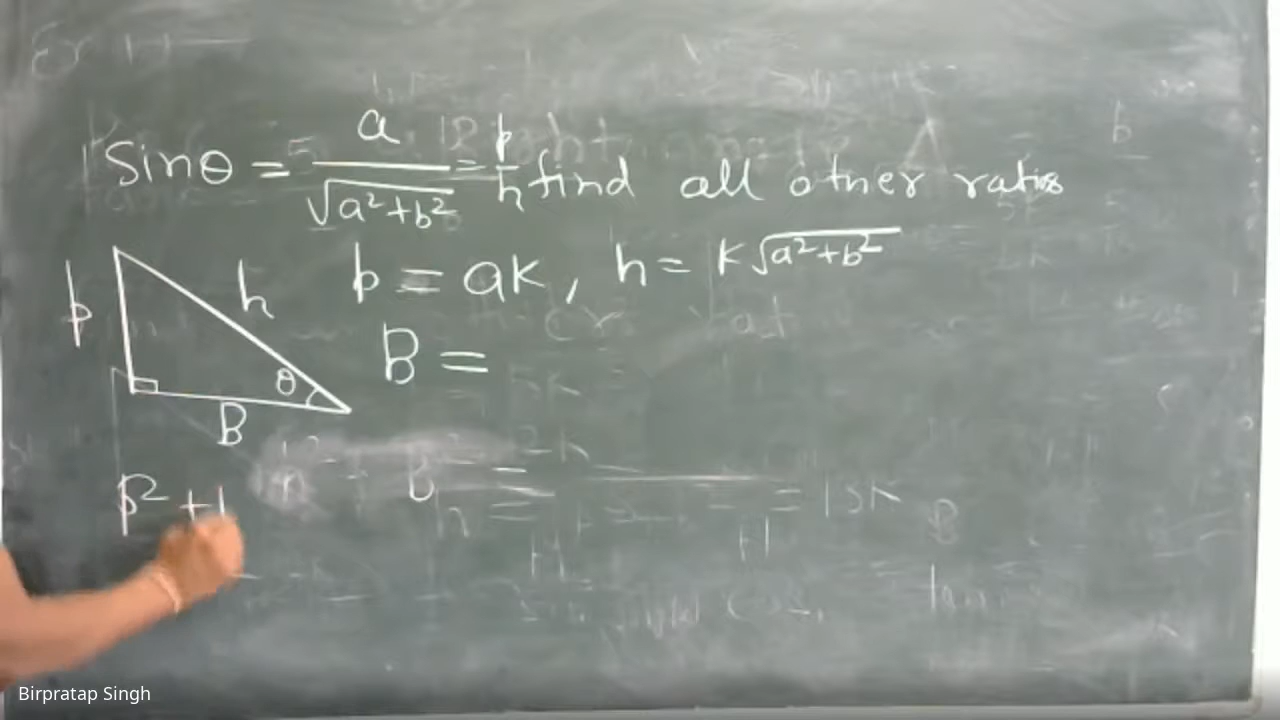 Sinθ = a/√(a²+b²) = p/h find all other ratios
p h p = ak, h = k√(a²+b²)
θ B =
B
p² +
Birpratap Singh